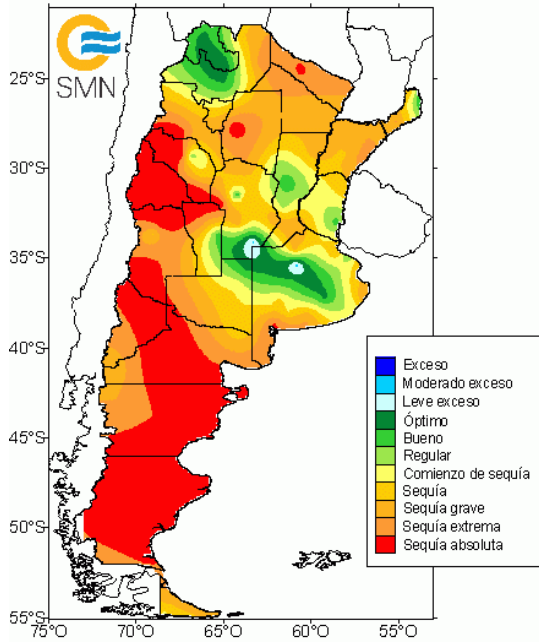 SMN
25°S
30°S
35°S
40°S
45°S
50°S
55°S
75°O
70°O
65°O
60°O
55°O
Exceso
Moderado exceso
Leve exceso
Óptimo
Bueno
Regular
Comienzo de sequía
Sequía
Sequía grave
Sequía extrema
Sequía absoluta